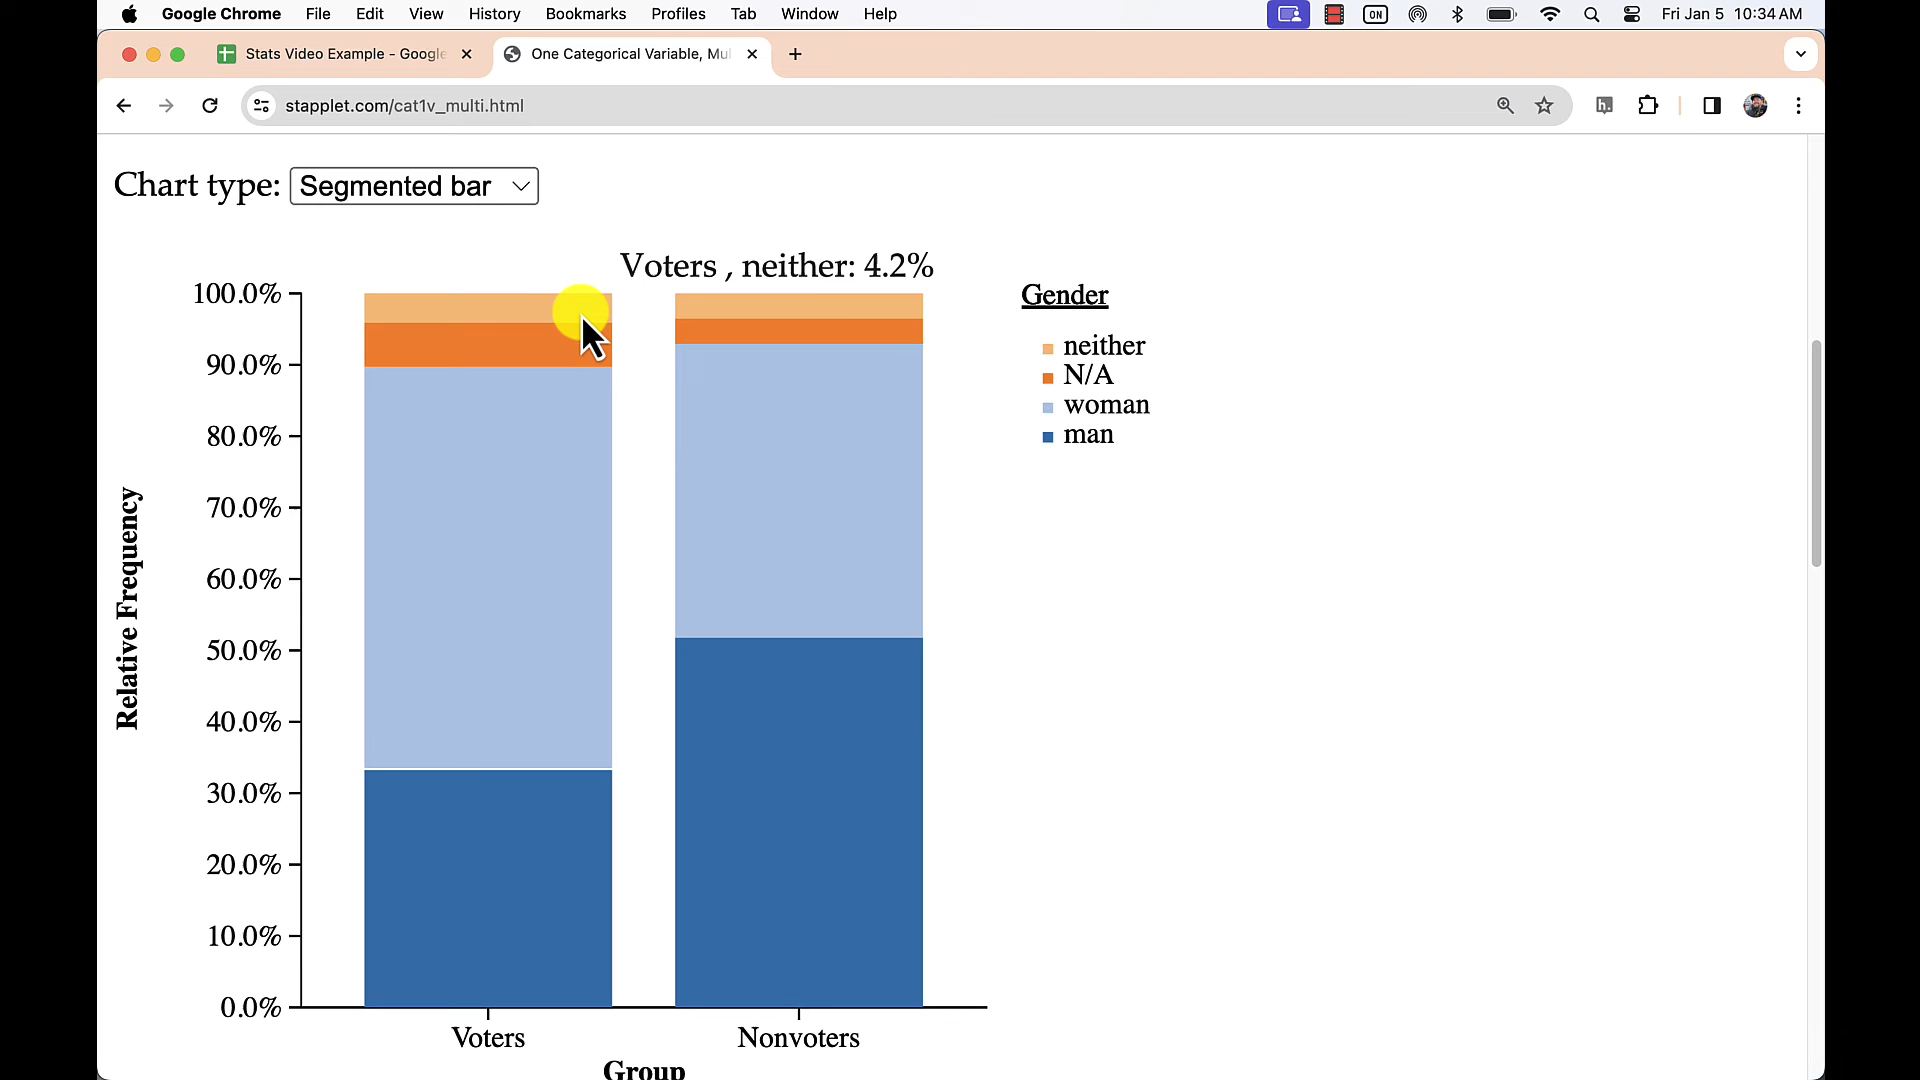 Google Chrome File Edit View History Bookmarks Profiles Tab Window Help ON Fri Jan 5 10:34 AM
Stats Video Example - Google One Categorical Variable, Mul
stapplet.com/cat1v_multi.html h.
Chart type: Segmented bar
Voters , neither: 4.2%
100.0%
90.0%
80.0%
70.0%
60.0%
50.0%
40.0%
30.0%
20.0%
10.0%
0.0%
Relative Frequency
Voters Nonvoters
Group
Gender
neither
N/A
woman
man